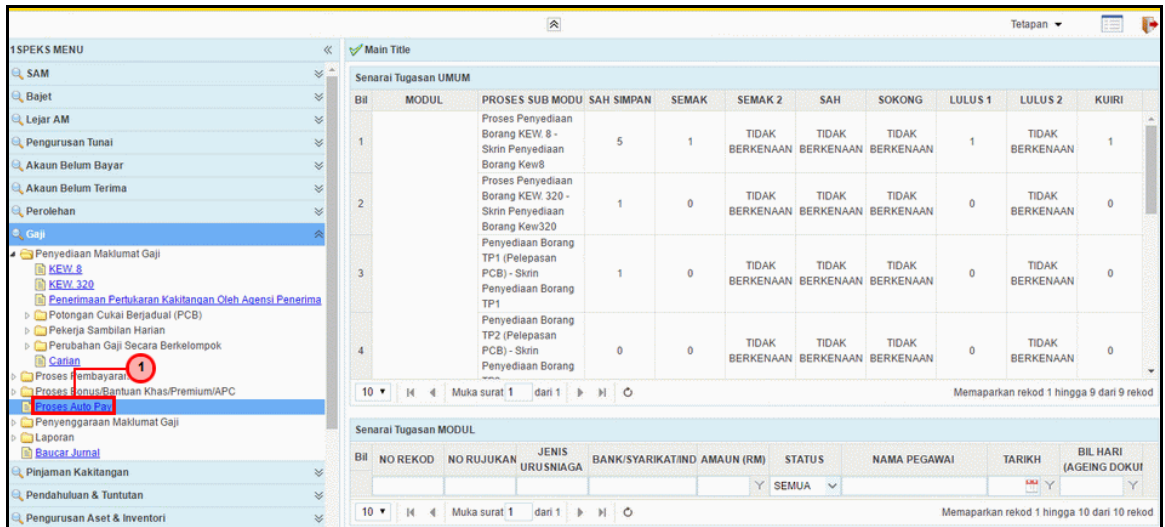 Tetapan
1SPEKS MENU
SAM
Bajet
Lejar AM
Pengurusan Tunai
Akaun Belum Bayar
Akaun Belum Terima
Perolehan
Gaji
Penyediaan Maklumat Gaji
KEW. 8
KEW. 320
Penerimaan Pertukaran Kakitangan Oleh Agensi Penerima
Potongan Cukai Berjadual (PCB)
Pekerja Sambilan Harian
Perubahan Gaji Secara Berkelompok
Carian
1
Proses Pembayaran
Proses Bonus/Bantuan Khas/Premium/APC
Proses Auto Pay
Penyenggaraan Maklumat Gaji
Laporan
Baucar Jurnal
Pinjaman Kakitangan
Pendahuluan & Tuntutan
Pengurusan Aset & Inventori
Main Title
Senarai Tugasan UMUM
Bil MODUL PROSES SUB MODU SAH SIMPAN SEMAK SEMAK 2 SAH SOKONG LULUS 1 LULUS 2 KUIRI
Proses Penyediaan
Borang KEW. 8 -
Skrin Penyediaan
Borang Kew8
1 5 1 TIDAK BERKENAAN TIDAK BERKENAAN TIDAK BERKENAAN 1 TIDAK BERKENAAN 1
Proses Penyediaan
Borang KEW. 320 -
Skrin Penyediaan
Borang Kew320
2 1 0 TIDAK BERKENAAN TIDAK BERKENAAN TIDAK BERKENAAN 0 TIDAK BERKENAAN 0
Penyediaan Borang
TP1 (Pelepasan
PCB) - Skrin
Penyediaan Borang
TP1
3 1 0 TIDAK BERKENAAN TIDAK BERKENAAN TIDAK BERKENAAN 0 TIDAK BERKENAAN 0
Penyediaan Borang
TP2 (Pelepasan
PCB) - Skrin
Penyediaan Borang
4 0 0 TIDAK BERKENAAN TIDAK BERKENAAN TIDAK BERKENAAN 0 TIDAK BERKENAAN 0
10 Muka surat 1 dari 1 Memaparkan rekod 1 hingga 9 dari 9 rekod
Senarai Tugasan MODUL
Bil NO REKOD NO RUJUKAN JENIS URUSNIAGA BANK/SYARIKAT/IND AMAUN (RM) STATUS NAMA PEGAWAI TARIKH BIL HARI (AGEING DOKUI
SEMUA
10 Muka surat 1 dari 1 Memaparkan rekod 1 hingga 10 dari 10 rekod